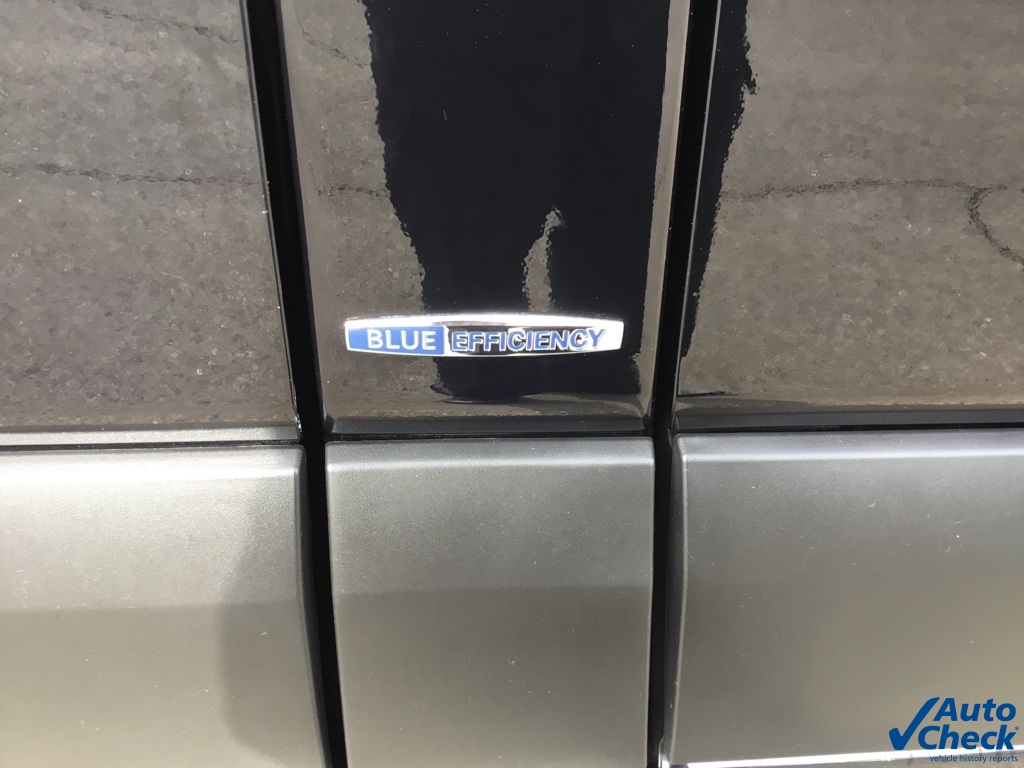 BLUE EFFICIENCY
Auto
Check®
vehicle history reports